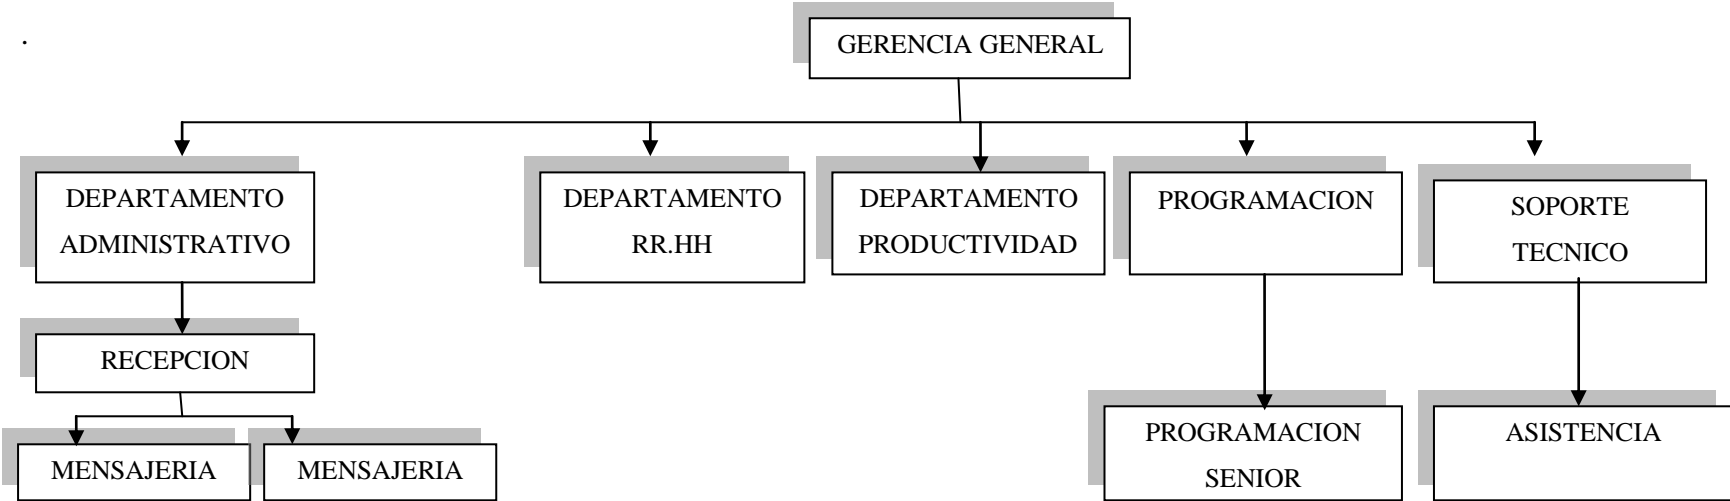 .
GERENCIA GENERAL
DEPARTAMENTO
ADMINISTRATIVO
DEPARTAMENTO
RR.HH
DEPARTAMENTO
PRODUCTIVIDAD
PROGRAMACION
SOPORTE
TECNICO
RECEPCION
MENSAJERIA
MENSAJERIA
PROGRAMACION
SENIOR
ASISTENCIA